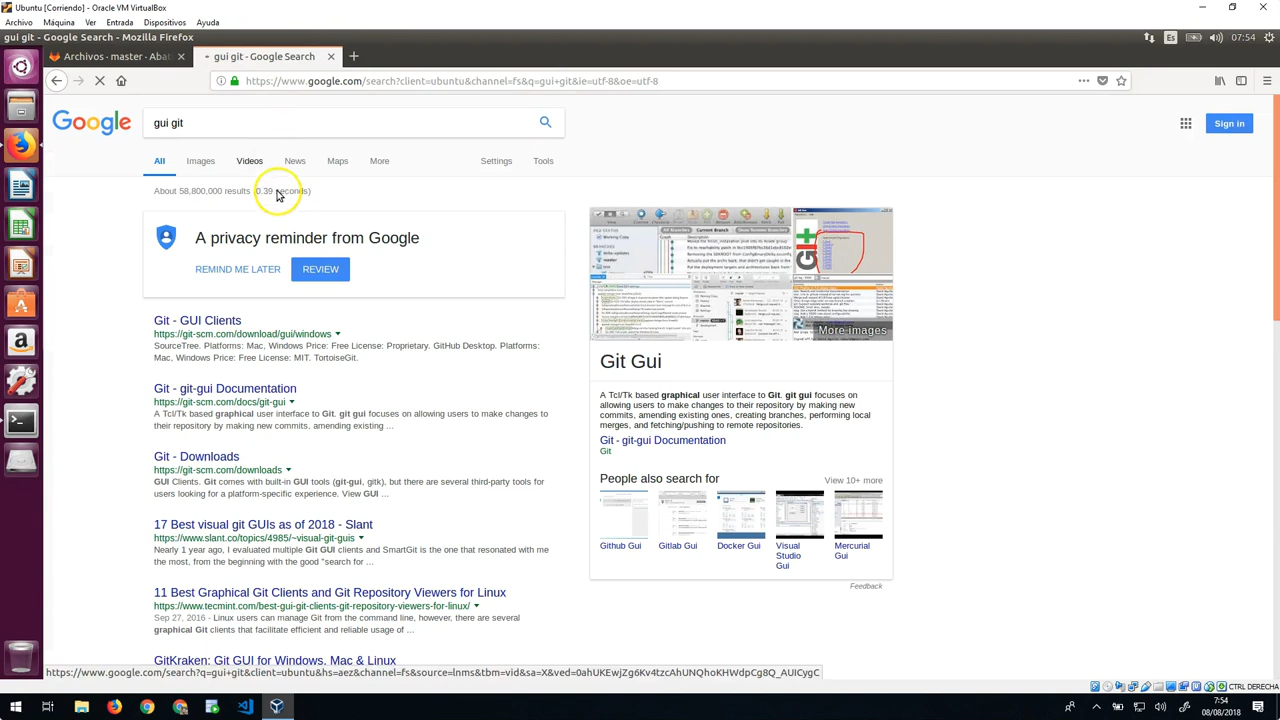 Ubuntu [Corriendo] - Oracle VM VirtualBox
Archivo Máquina Ver Entrada Dispositivos Ayuda
gui git - Google Search - Mozilla Firefox
Es
07:54
Archivos · master · Aba
gui git - Google Search
https://www.google.com/search?client=ubuntu&channel=fs&q=gui+git&ie=utf-8&oe=utf-8
Google
gui git
Sign in
All Images Videos News Maps More Settings Tools
About 58,800,000 results (0.39 seconds)
A privacy reminder from Google
REMIND ME LATER
REVIEW
Git - GUI Clients
https://git-scm.com/download/gui/windows
SourceTree, Platforms: Mac, Windows Price: Free License: Proprietary. GitHub Desktop. Platforms:
Mac, Windows Price: Free License: MIT. TortoiseGit.
Git - git-gui Documentation
https://git-scm.com/docs/git-gui
A Tcl/Tk based graphical user interface to Git. git gui focuses on allowing users to make changes to
their repository by making new commits, amending existing ...
Git - Downloads
https://git-scm.com/downloads
GUI Clients. Git comes with built-in GUI tools (git-gui, gitk), but there are several third-party tools for
users looking for a platform-specific experience. View GUI ...
17 Best visual git GUIs as of 2018 - Slant
https://www.slant.co/topics/4985/~visual-git-guis
Nearly 1 year ago, I evaluated multiple Git GUI clients and SmartGit is the one that resonated with me
the most, from the beginning with the good "search for ...
11 Best Graphical Git Clients and Git Repository Viewers for Linux
https://www.tecmint.com/best-gui-git-clients-git-repository-viewers-for-linux/
Sep 27, 2016 - Linux users can manage Git from the command line, however, there are several
graphical Git clients that facilitate efficient and reliable usage of ...
GitKraken: Git GUI for Windows, Mac & Linux
More images
Git Gui
A Tcl/Tk based graphical user interface to Git. git gui focuses on
allowing users to make changes to their repository by making new
commits, amending existing ones, creating branches, performing local
merges, and fetching/pushing to remote repositories.
Git - git-gui Documentation
Git
People also search for
View 10+ more
Github Gui
Gitlab Gui
Docker Gui
Visual Studio Gui
Mercurial Gui
Feedback
https://www.google.com/search?q=gui+git&client=ubuntu&hs=aez&channel=fs&source=lnms&tbm=vid&sa=X&ved=0ahUKEwjZg6Kv4tzcAhUNQhoKHWdpCg8Q_AUICygC
CTRL DERECHA
7:54
08/08/2018